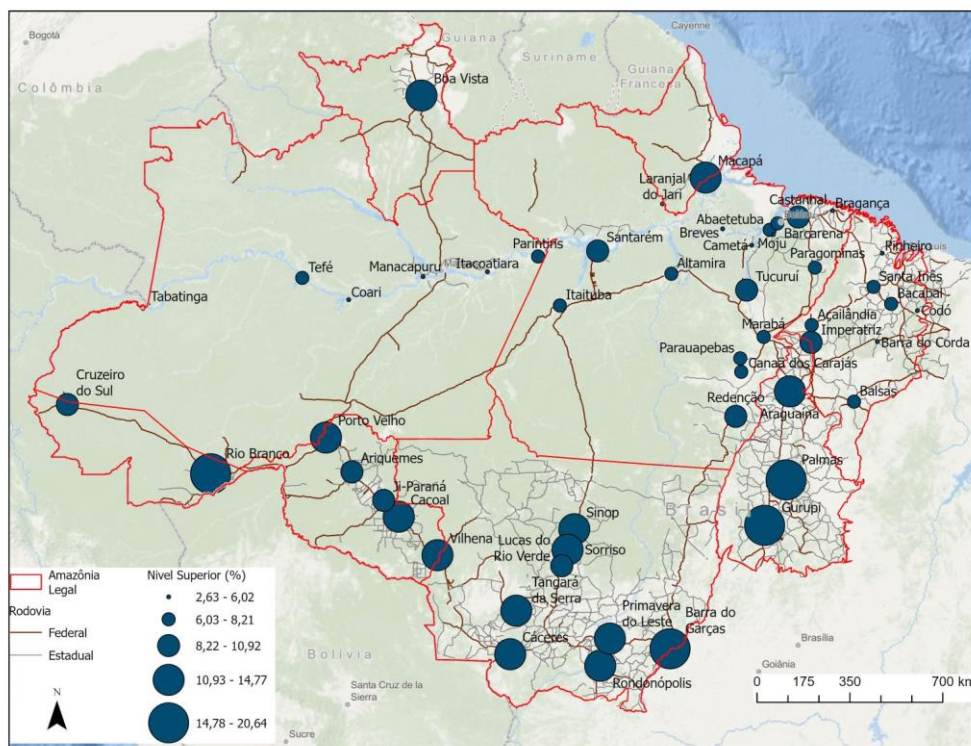 Bogotá
Colômbia
Guiana
Suriname
Cayenne
Guiana
Francesa
Boa Vista
Macapá
Laranjal
do Jari
Castanhal
Bragança
Abaetetuba
Breves
Barcarena
Cametá
Moju
Pinheiro
Parintins
Santarém
Altamira
Paragominas
Tefé
Manacapuru
Itacoatiara
Tucuruí
Santa Inês
Bacabal
Coari
Itaituba
Codó
Tabatinga
Marabá
Açailândia
Imperatriz
Barra do Corda
Parauapebas
Canaã dos Carajás
Cruzeiro
do Sul
Redenção
Araguaína
Balsas
Porto Velho
Rio Branco
Ariquemes
Palmas
Ji-Paraná
Cacoal
Brasil
Gurupi
Sinop
Vilhena
Lucas do
Rio Verde
Sorriso
Tangará
da Serra
Primavera
do Leste
Barra do
Garças
Cáceres
Rondonópolis
Bolívia
Brasília
Goiânia
Santa Cruz de la
Sierra
Sucre
Amazônia
Legal
Rodovia
Federal
Estadual
N
Nivel Superior (%)
2,63 - 6,02
6,03 - 8,21
8,22 - 10,92
10,93 - 14,77
14,78 - 20,64
0 175 350 700 km